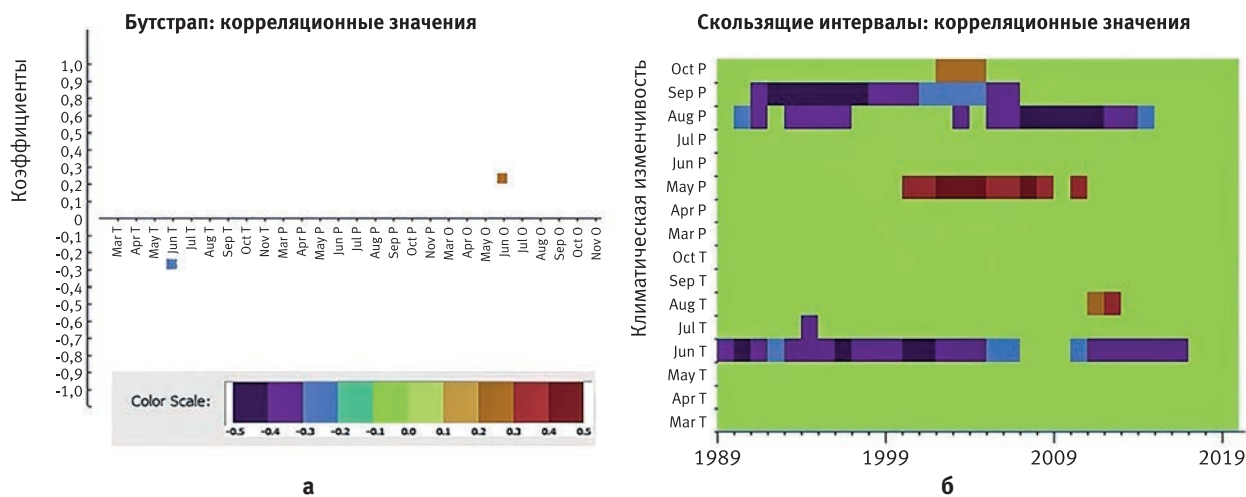 Бутстрап: корреляционные значения
Коэффициенты
1,0
0,9
0,8
0,6
0,5
0,4
0,3
0,2
0,1
0
-0,1
-0,2
-0,3
-0,4
-0,5
-0,6
-0,7
-0,8
-0,9
-1,0
Mar T
Apr T
May T
Jun T
Jul T
Aug T
Sep T
Oct T
Nov T
Mar P
Apr P
May P
Jun P
Jul P
Aug P
Sep P
Oct P
Nov P
Mar O
Apr O
May O
Jun O
Jul O
Aug O
Sep O
Oct O
Nov O
Color Scale:
-0.5 -0.4 -0.3 -0.2 -0.1 0.0 0.1 0.2 0.3 0.4 0.5
а
Скользящие интервалы: корреляционные значения
Климатическая изменчивость
Oct P
Sep P
Aug P
Jul P
Jun P
May P
Apr P
Mar P
Oct T
Sep T
Aug T
Jul T
Jun T
May T
Apr T
Mar T
1989 1999 2009 2019
б